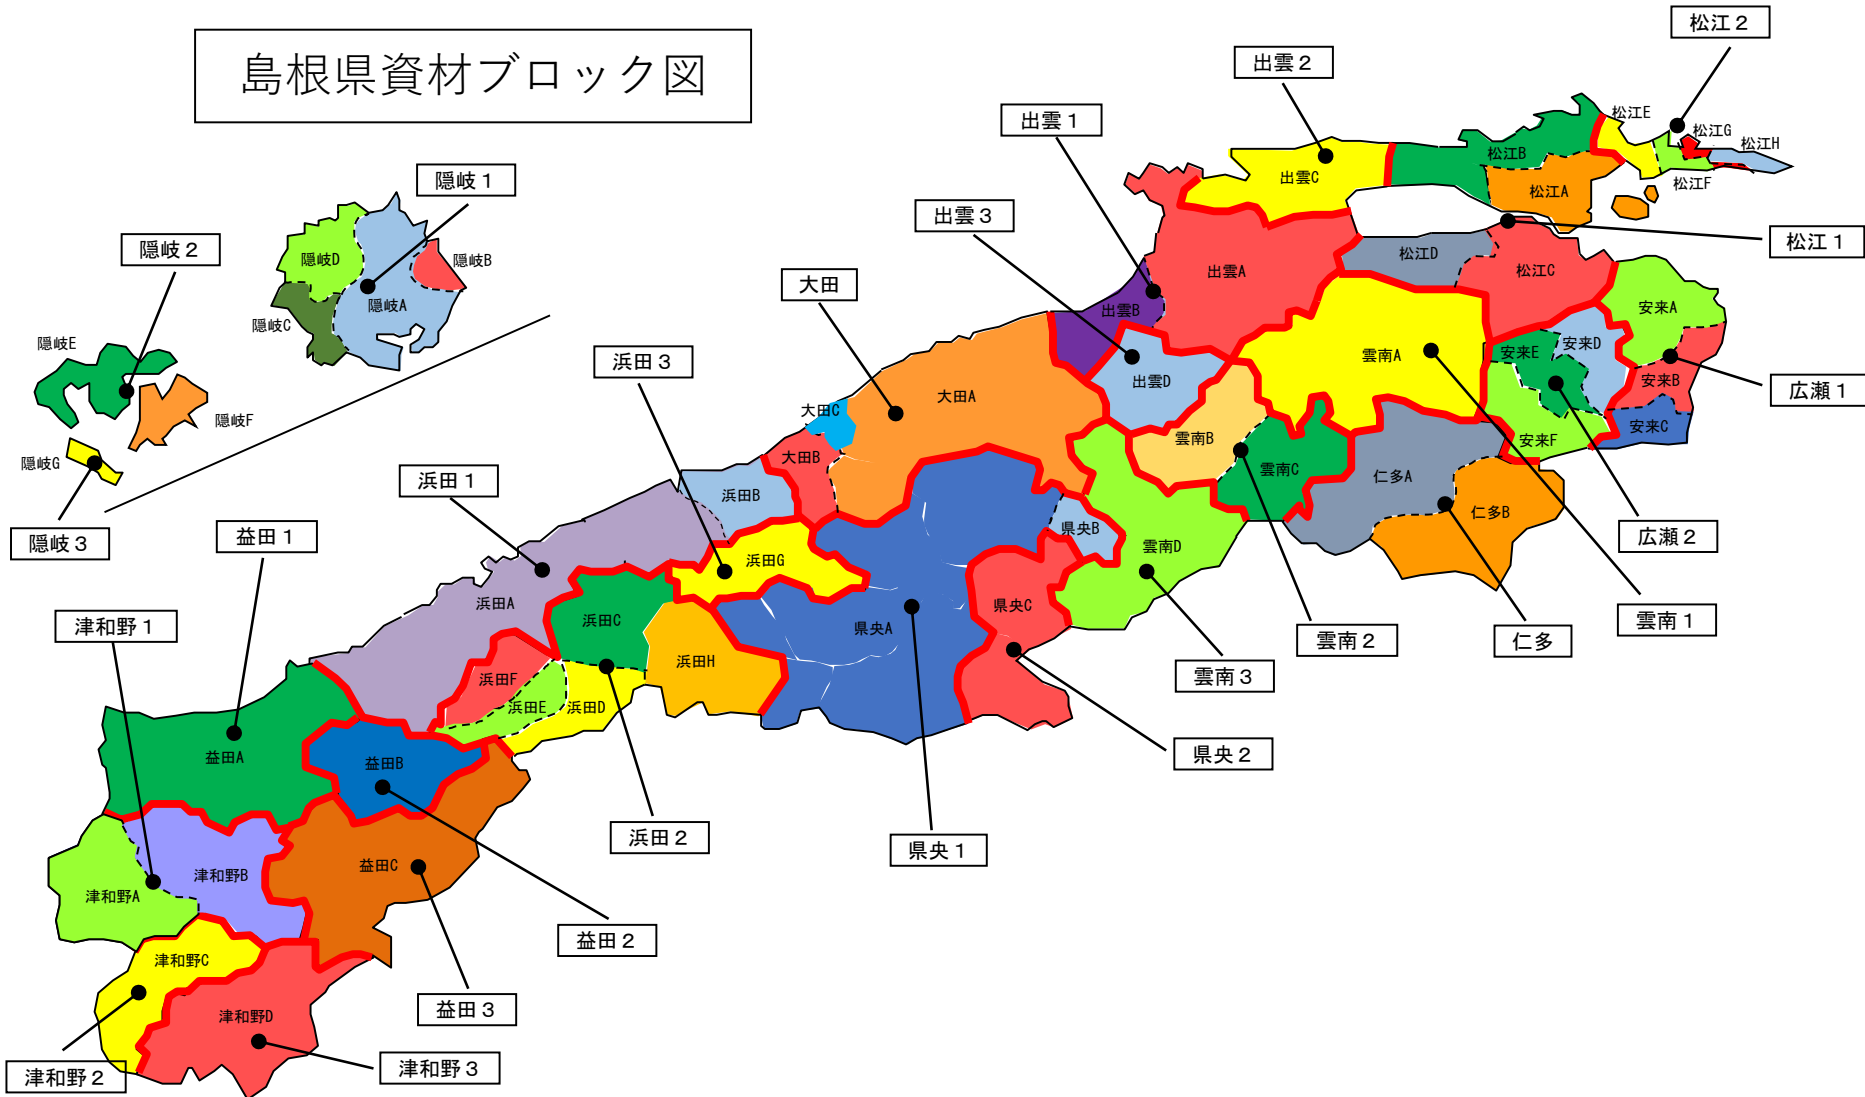 島根県資材ブロック図
松江２
出雲２
出雲１
松江E
松江G
松江H
松江B
松江F
松江A
出雲C
隠岐１
出雲３
松江１
隠岐２
隠岐D
隠岐B
隠岐A
隠岐C
大田
出雲A
松江D
松江C
出雲B
安来A
隠岐E
浜田３
雲南A
安来E
安来D
安来B
広瀬１
出雲D
大田A
大田C
隠岐F
雲南B
安来F
安来C
隠岐G
大田B
雲南C
仁多A
浜田１
浜田B
県央B
仁多B
隠岐３
益田１
雲南D
広瀬２
浜田G
浜田A
県央C
津和野１
浜田C
県央A
雲南２
仁多
雲南１
浜田H
浜田F
雲南３
浜田E
浜田D
益田A
益田B
県央２
浜田２
県央１
益田C
津和野B
津和野A
益田２
津和野C
益田３
津和野D
津和野２
津和野３